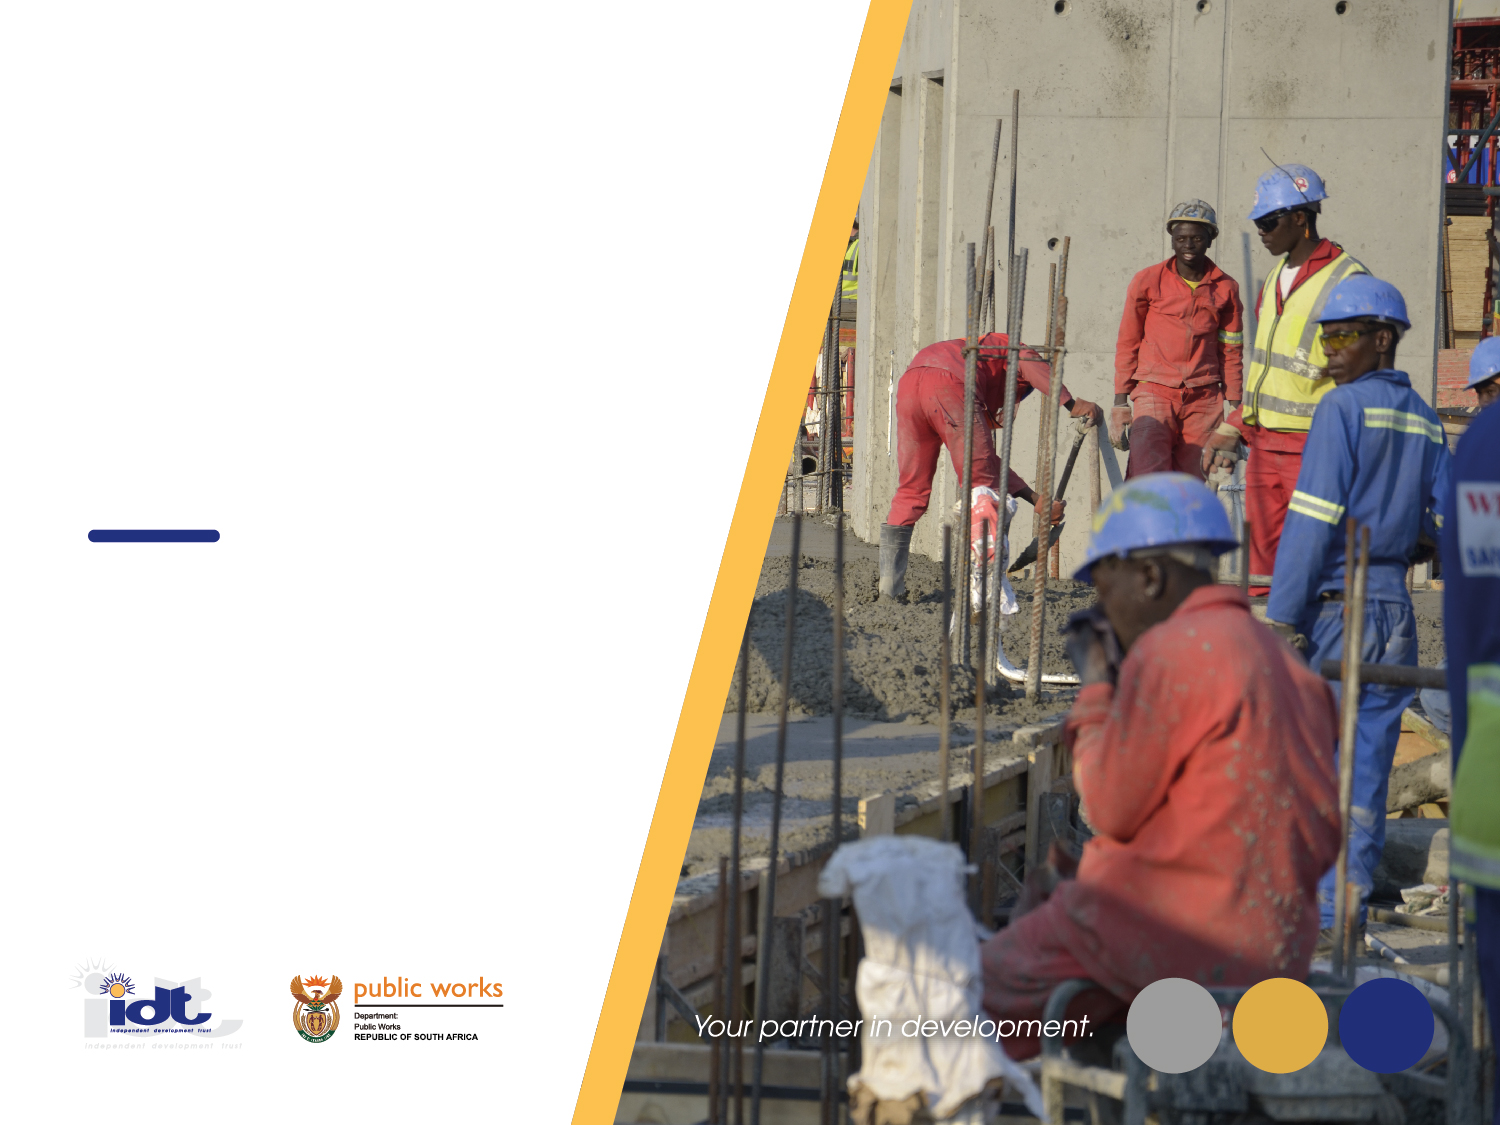 idt
independent development trust
independent development trust
public works
Department:
Public Works
REPUBLIC OF SOUTH AFRICA
Your partner in development.